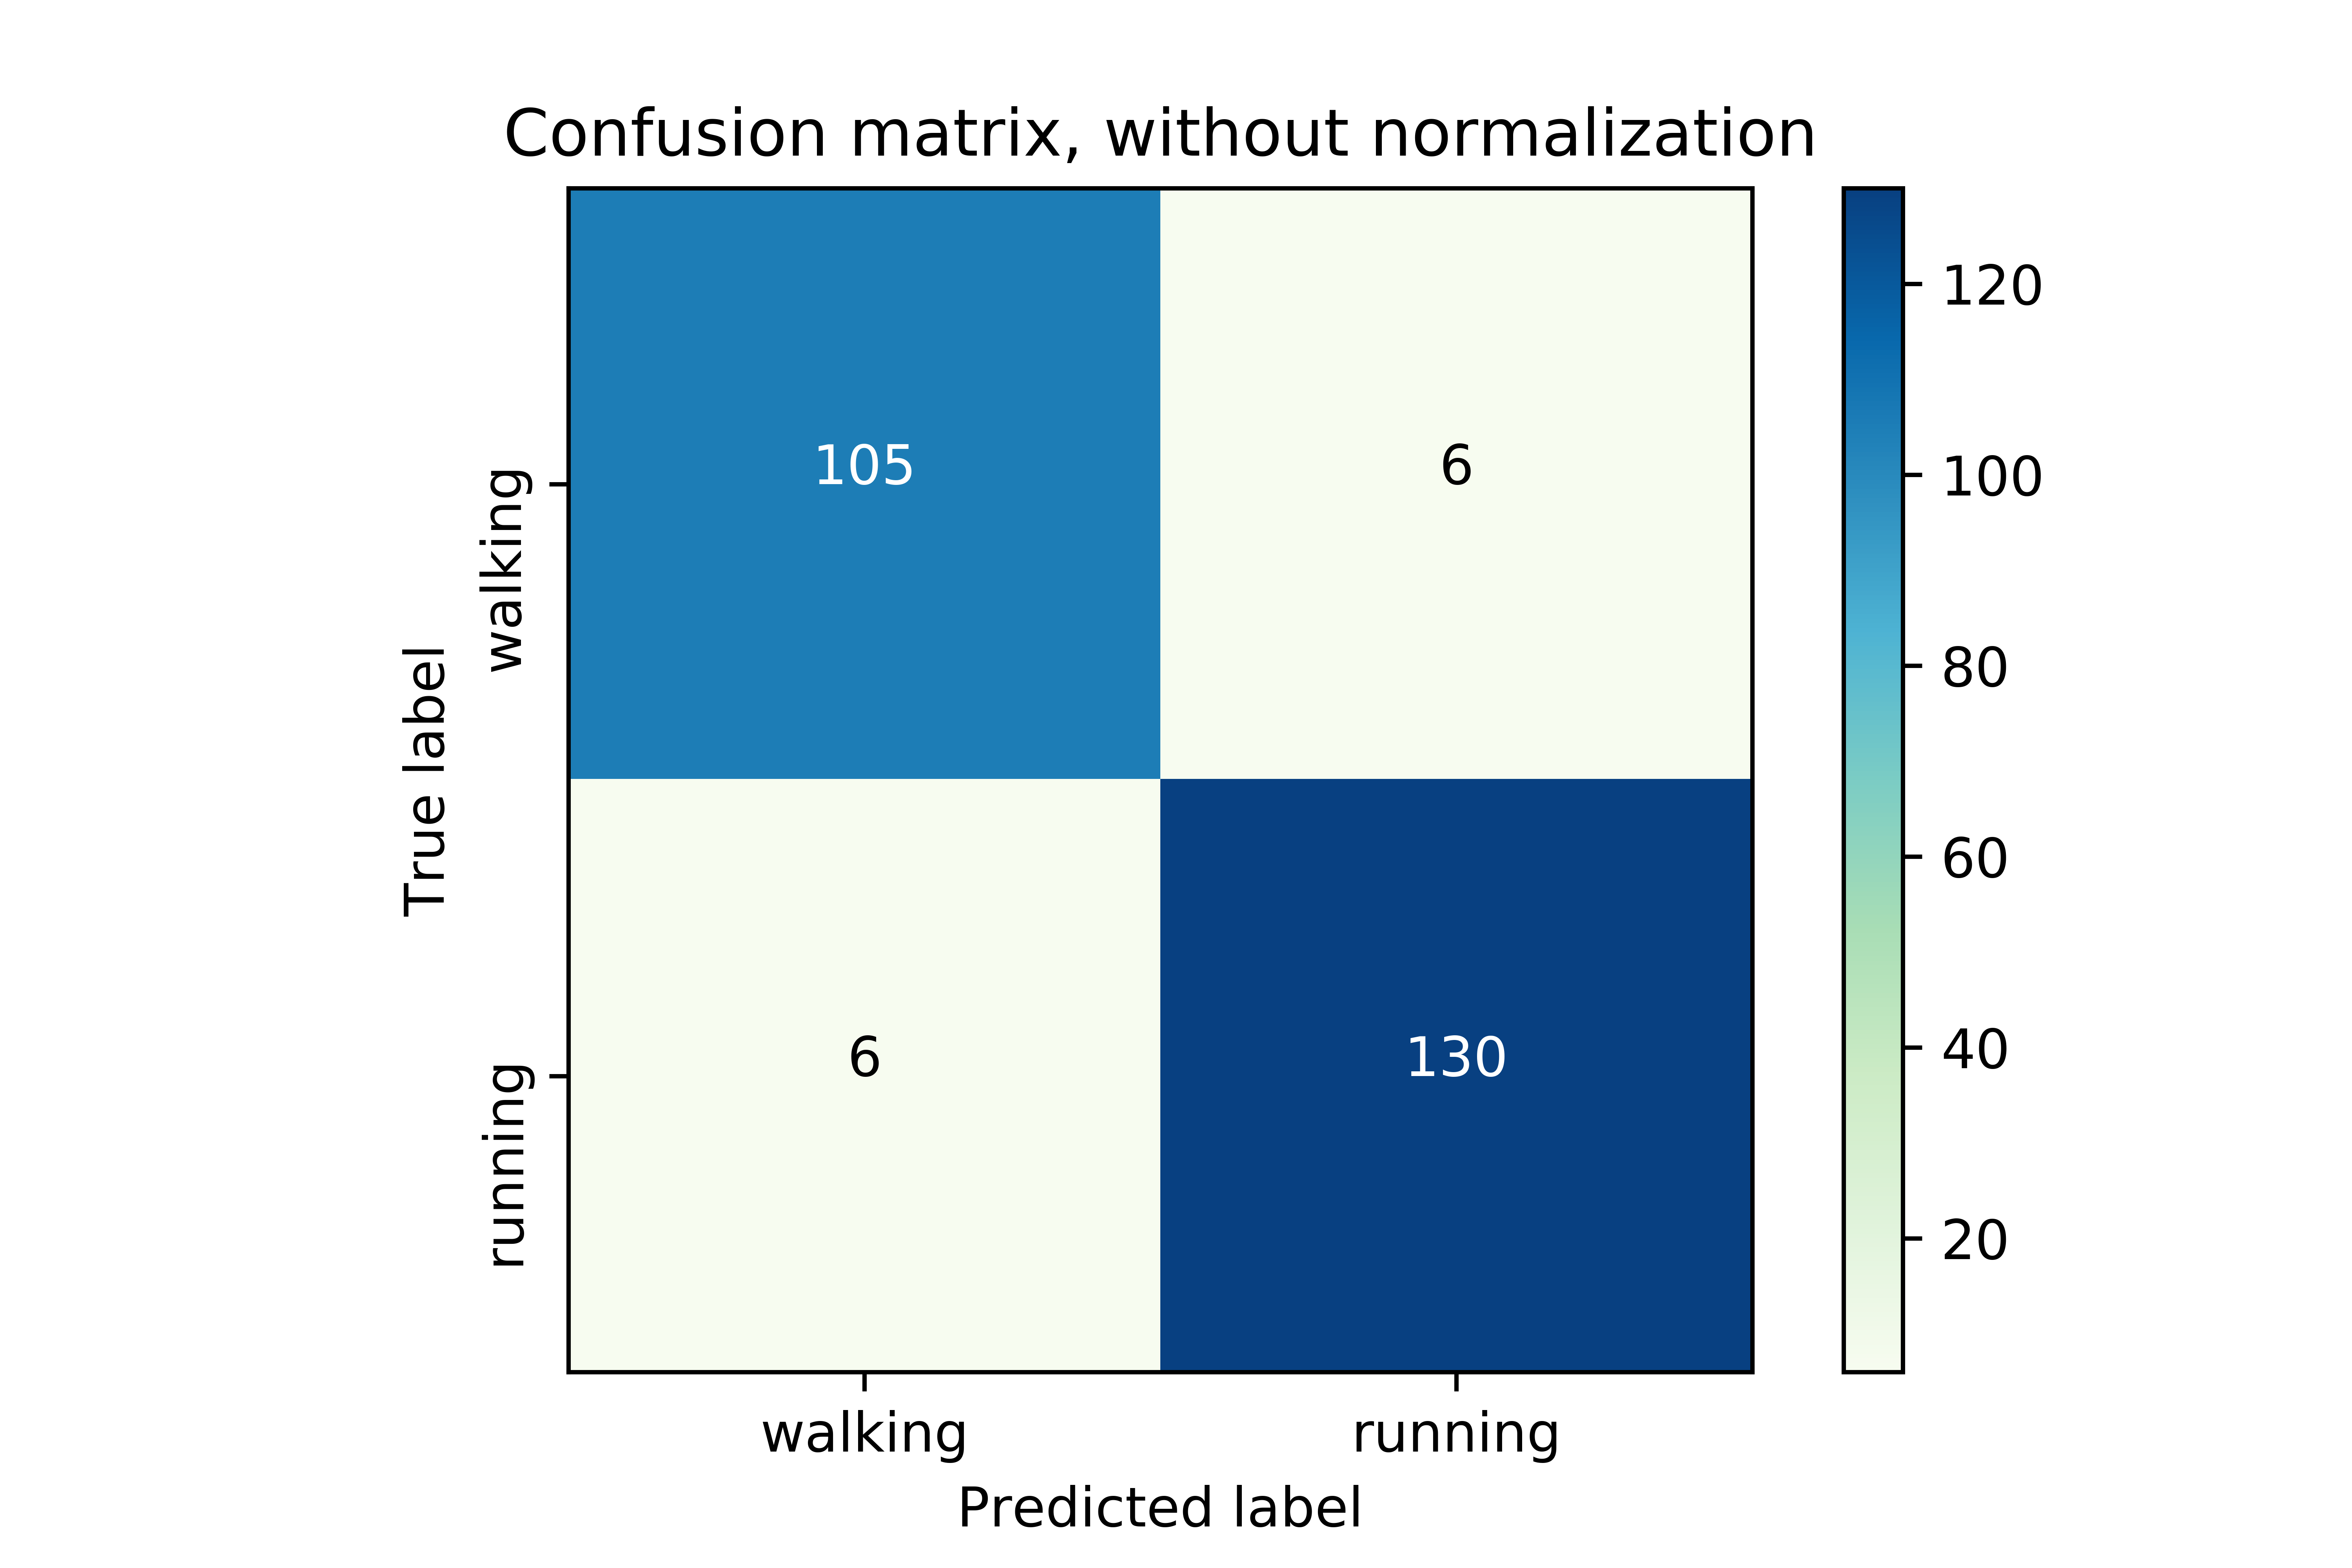 Confusion matrix, without normalization
True label
walking
running
105 6
6 130
walking running
Predicted label
120
100
80
60
40
20